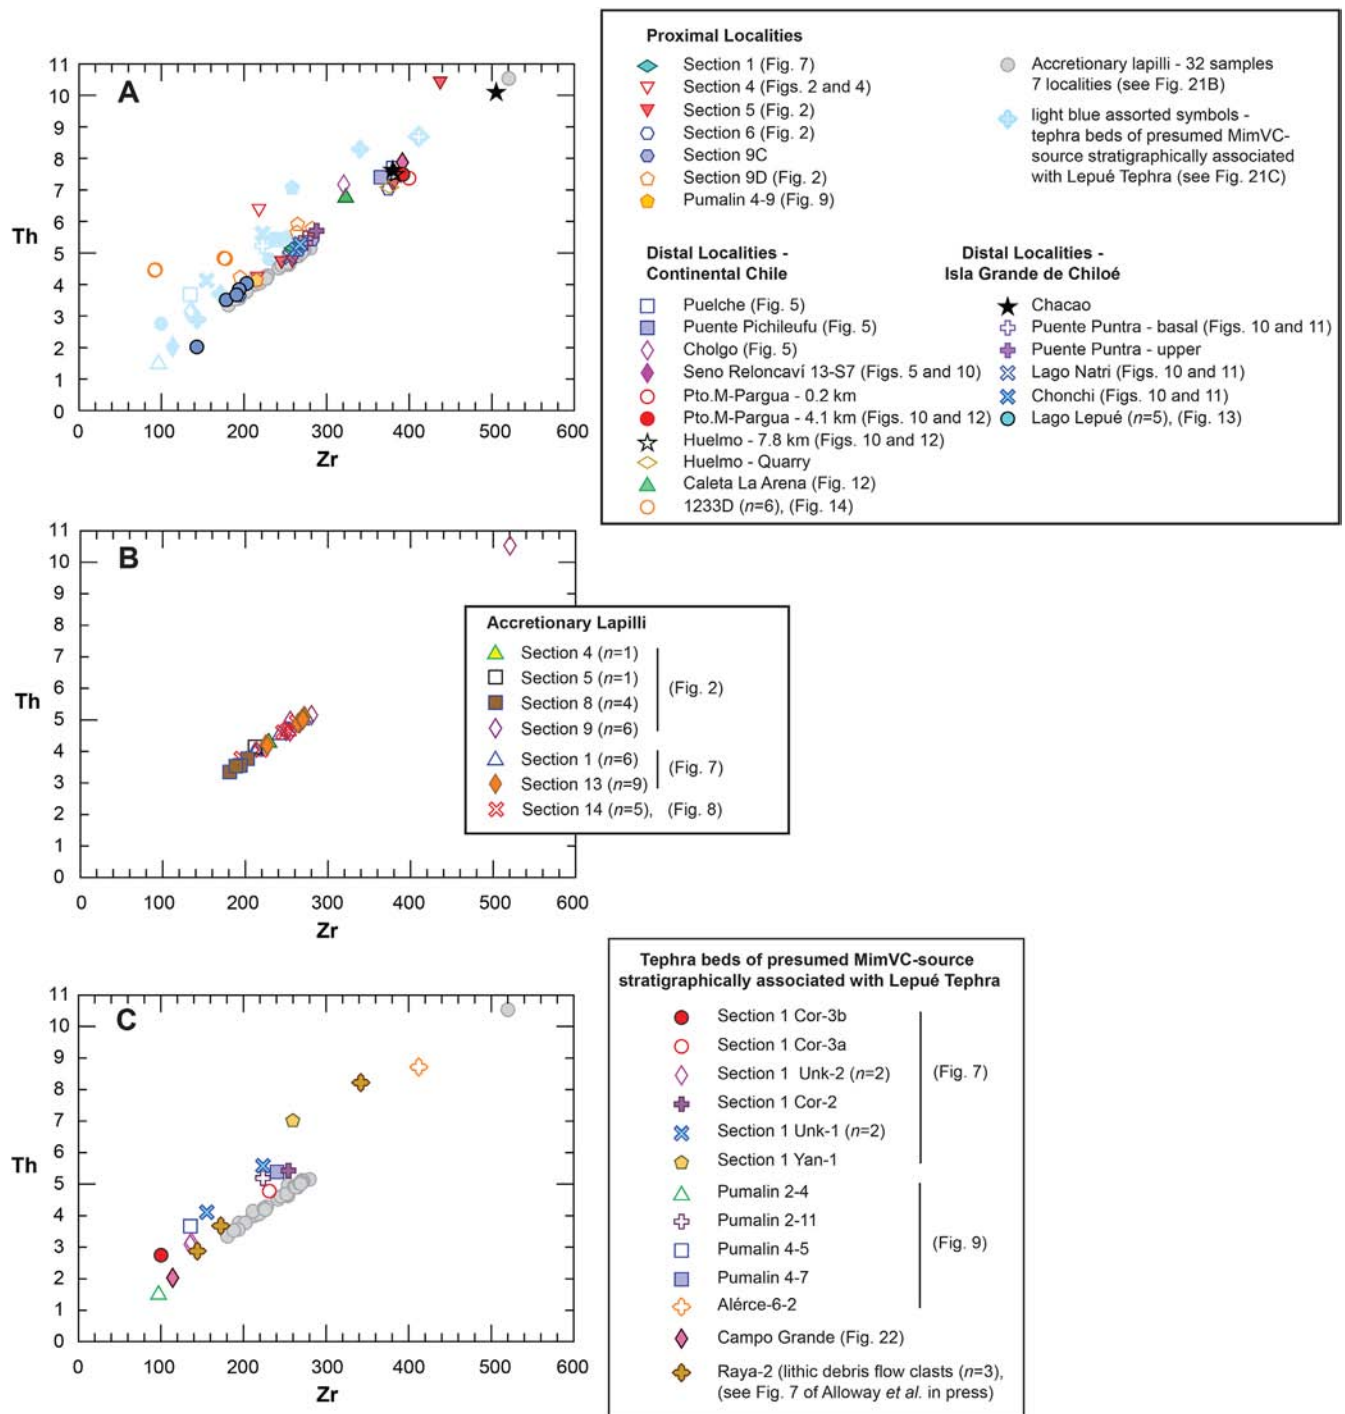 A
11
10
9
8
7
6
5
4
3
2
1
0
Th
0 100 200 300 400 500 600
Zr
Proximal Localities
Section 1 (Fig. 7)
Section 4 (Figs. 2 and 4)
Section 5 (Fig. 2)
Section 6 (Fig. 2)
Section 9C
Section 9D (Fig. 2)
Pumalin 4-9 (Fig. 9)
Accretionary lapilli - 32 samples
7 localities (see Fig. 21B)
light blue assorted symbols -
tephra beds of presumed MimVC-
source stratigraphically associated
with Lepué Tephra (see Fig. 21C)
Distal Localities -
Continental Chile
Puelche (Fig. 5)
Puente Pichileufu (Fig. 5)
Cholgo (Fig. 5)
Seno Reloncaví 13-S7 (Figs. 5 and 10)
Pto.M-Pargua - 0.2 km
Pto.M-Pargua - 4.1 km (Figs. 10 and 12)
Huelmo - 7.8 km (Figs. 10 and 12)
Huelmo - Quarry
Caleta La Arena (Fig. 12)
1233D (n=6), (Fig. 14)
Distal Localities -
Isla Grande de Chiloé
Chacao
Puente Puntra - basal (Figs. 10 and 11)
Puente Puntra - upper
Lago Natri (Figs. 10 and 11)
Chonchi (Figs. 10 and 11)
Lago Lepué (n=5), (Fig. 13)
B
11
10
9
8
7
6
5
4
3
2
1
0
Th
0 100 200 300 400 500 600
Zr
Accretionary Lapilli
Section 4 (n=1)
Section 5 (n=1)
Section 8 (n=4)
Section 9 (n=6)
(Fig. 2)
Section 1 (n=6)
Section 13 (n=9)
(Fig. 7)
Section 14 (n=5), (Fig. 8)
C
11
10
9
8
7
6
5
4
3
2
1
0
Th
0 100 200 300 400 500 600
Zr
Tephra beds of presumed MimVC-source
stratigraphically associated with Lepué Tephra
Section 1 Cor-3b
Section 1 Cor-3a
Section 1 Unk-2 (n=2)
Section 1 Cor-2
Section 1 Unk-1 (n=2)
Section 1 Yan-1
(Fig. 7)
Pumalin 2-4
Pumalin 2-11
Pumalin 4-5
Pumalin 4-7
Alérce-6-2
(Fig. 9)
Campo Grande (Fig. 22)
Raya-2 (lithic debris flow clasts (n=3),
(see Fig. 7 of Alloway et al. in press)